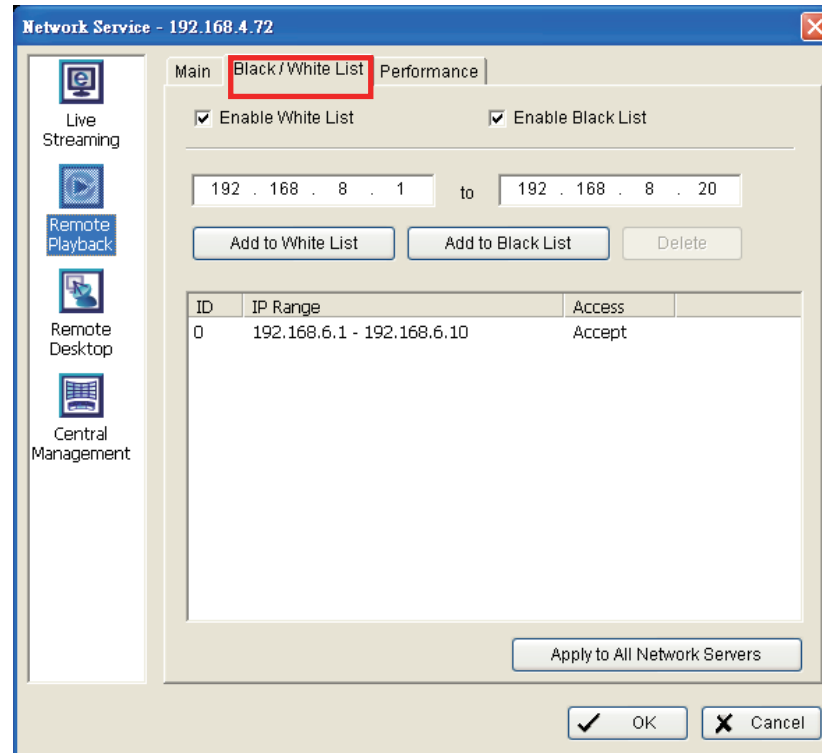 Network Service - 192.168.4.72
Live
Streaming
Remote
Playback
Remote
Desktop
Central
Management
Main Black / White List Performance
Enable White List Enable Black List
192 . 168 . 8 . 1 to 192 . 168 . 8 . 20
Add to White List Add to Black List Delete
ID IP Range Access
0 192.168.6.1 - 192.168.6.10 Accept
Apply to All Network Servers
OK Cancel